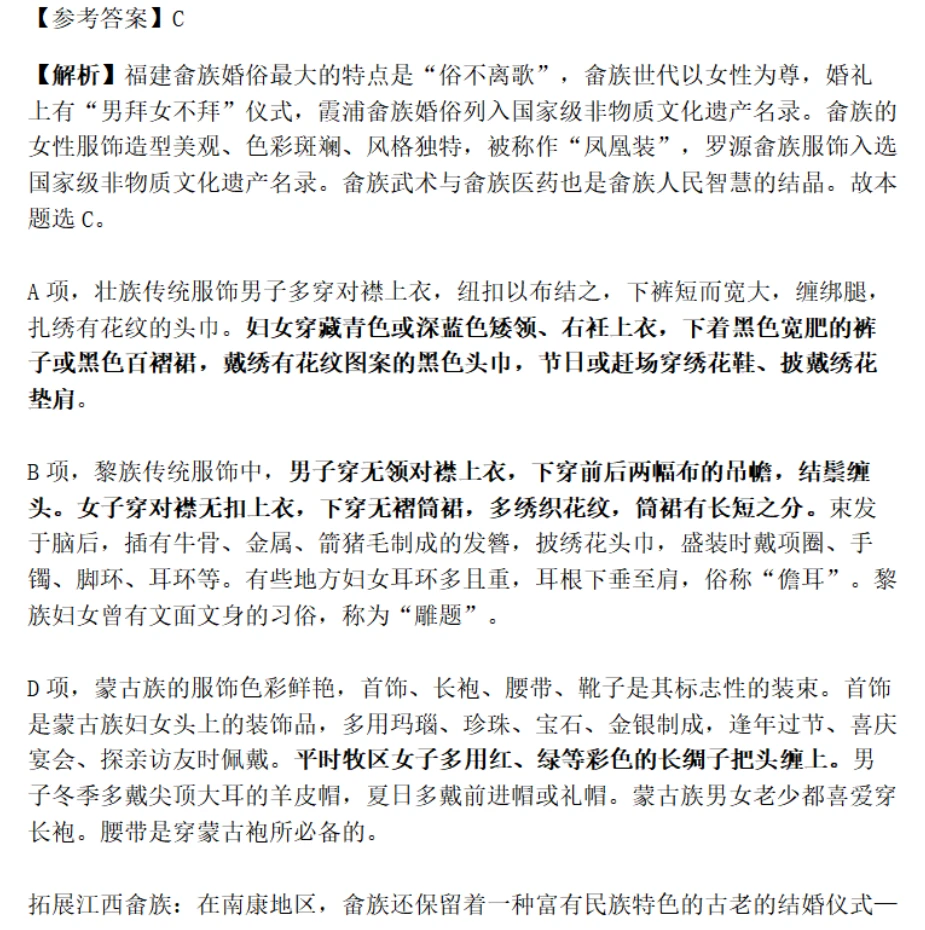 【参考答案】C
【解析】福建畲族婚俗最大的特点是“俗不离歌”，畲族世代以女性为尊，婚礼
上有“男拜女不拜”仪式，霞浦畲族婚俗列入国家级非物质文化遗产名录。畲族的
女性服饰造型美观、色彩斑斓、风格独特，被称作“凤凰装”，罗源畲族服饰入选
国家级非物质文化遗产名录。畲族武术与畲族医药也是畲族人民智慧的结晶。故本
题选 C。
A 项，壮族传统服饰男子多穿对襟上衣，纽扣以布结之，下裤短而宽大，缠绑腿，
扎绣有花纹的头巾。妇女穿藏青色或深蓝色矮领、右衽上衣，下着黑色宽肥的裤
子或黑色百褶裙，戴绣有花纹图案的黑色头巾，节日或赶场穿绣花鞋、披戴绣花
垫肩。
B 项，黎族传统服饰中，男子穿无领对襟上衣，下穿前后两幅布的吊幨，结鬃缠
头。女子穿对襟无扣上衣，下穿无褶筒裙，多绣织花纹，筒裙有长短之分。束发
于脑后，插有牛骨、金属、箭猪毛制成的发簪，披绣花头巾，盛装时戴项圈、手
镯、脚环、耳环等。有些地方妇女耳环多且重，耳根下垂至肩，俗称“儋耳”。黎
族妇女曾有文面文身的习俗，称为“雕题”。
D 项，蒙古族的服饰色彩鲜艳，首饰、长袍、腰带、靴子是其标志性的装束。首饰
是蒙古族妇女头上的装饰品，多用玛瑙、珍珠、宝石、金银制成，逢年过节、喜庆
宴会、探亲访友时佩戴。平时牧区女子多用红、绿等彩色的长绸子把头缠上。男
子冬季多戴尖顶大耳的羊皮帽，夏日多戴前进帽或礼帽。蒙古族男女老少都喜爱穿
长袍。腰带是穿蒙古袍所必备的。
拓展江西畲族：在南康地区，畲族还保留着一种富有民族特色的古老的结婚仪式—